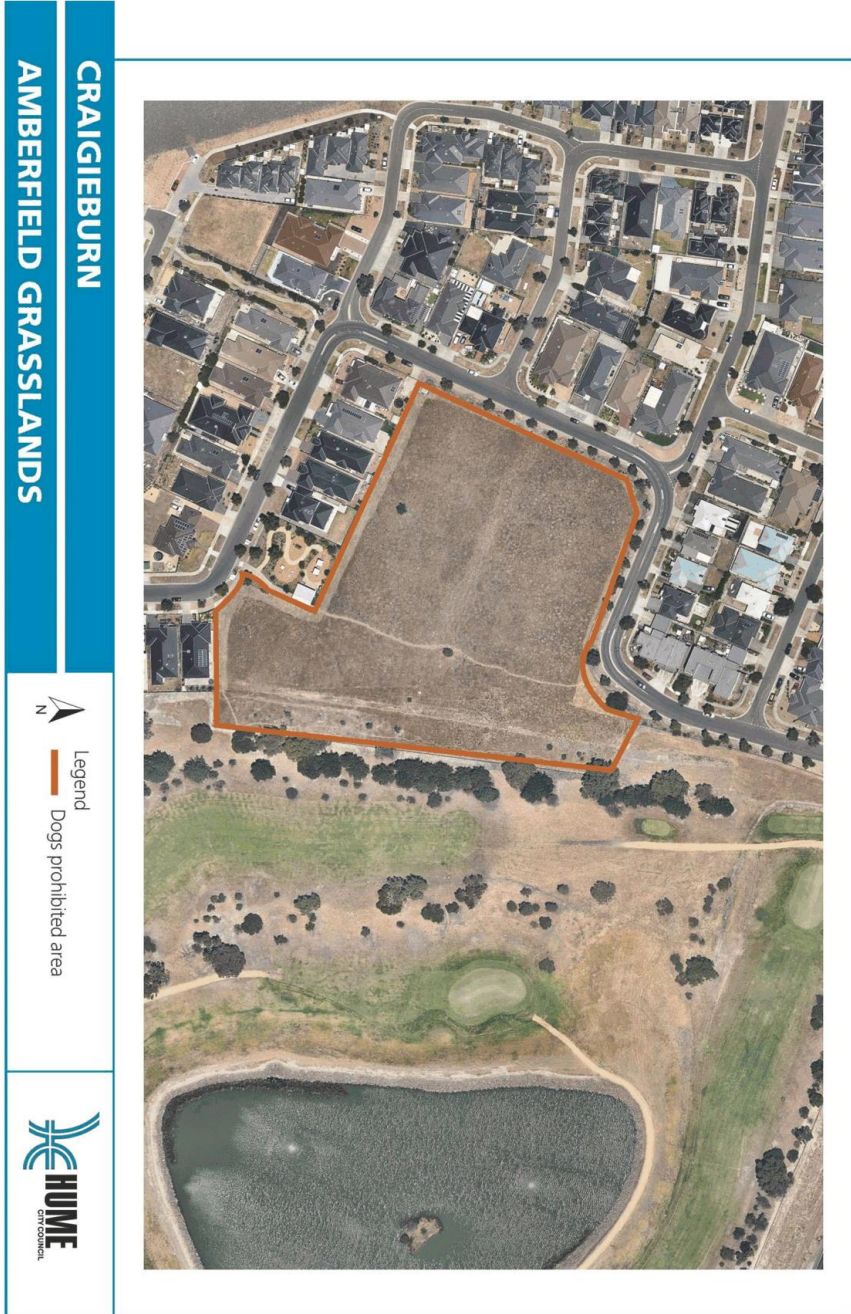 CRAIGIEBURN
AMBERFIELD GRASSLANDS
N
Legend
Dogs prohibited area
HUME
CITY COUNCIL